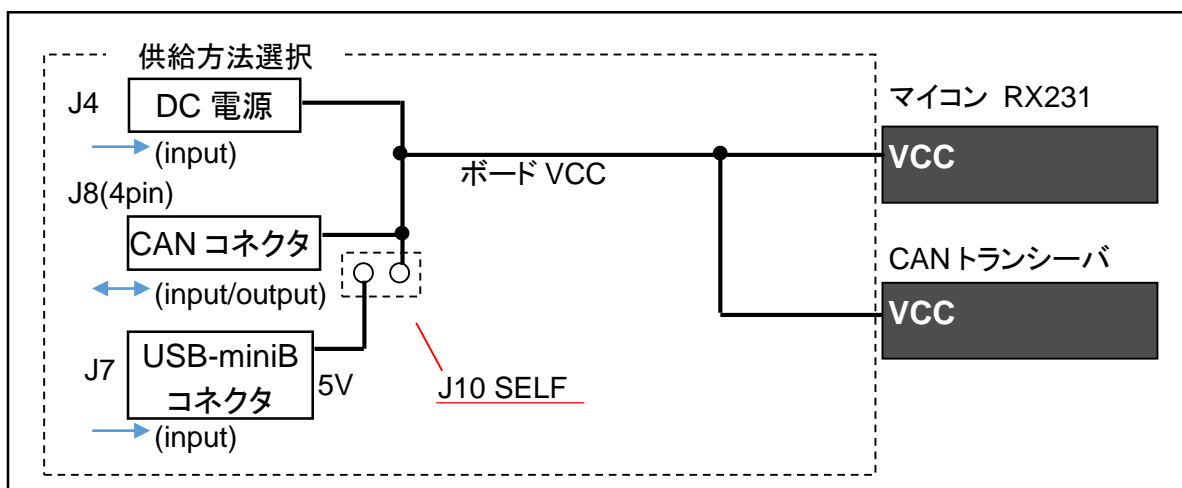 供給方法選択
J4
DC 電源
(input)
J8(4pin)
CAN コネクタ
(input/output)
J7
USB-miniB
コネクタ
5V
(input)
J10 SELF
ボード VCC
マイコン RX231
VCC
CAN トランシーバ
VCC